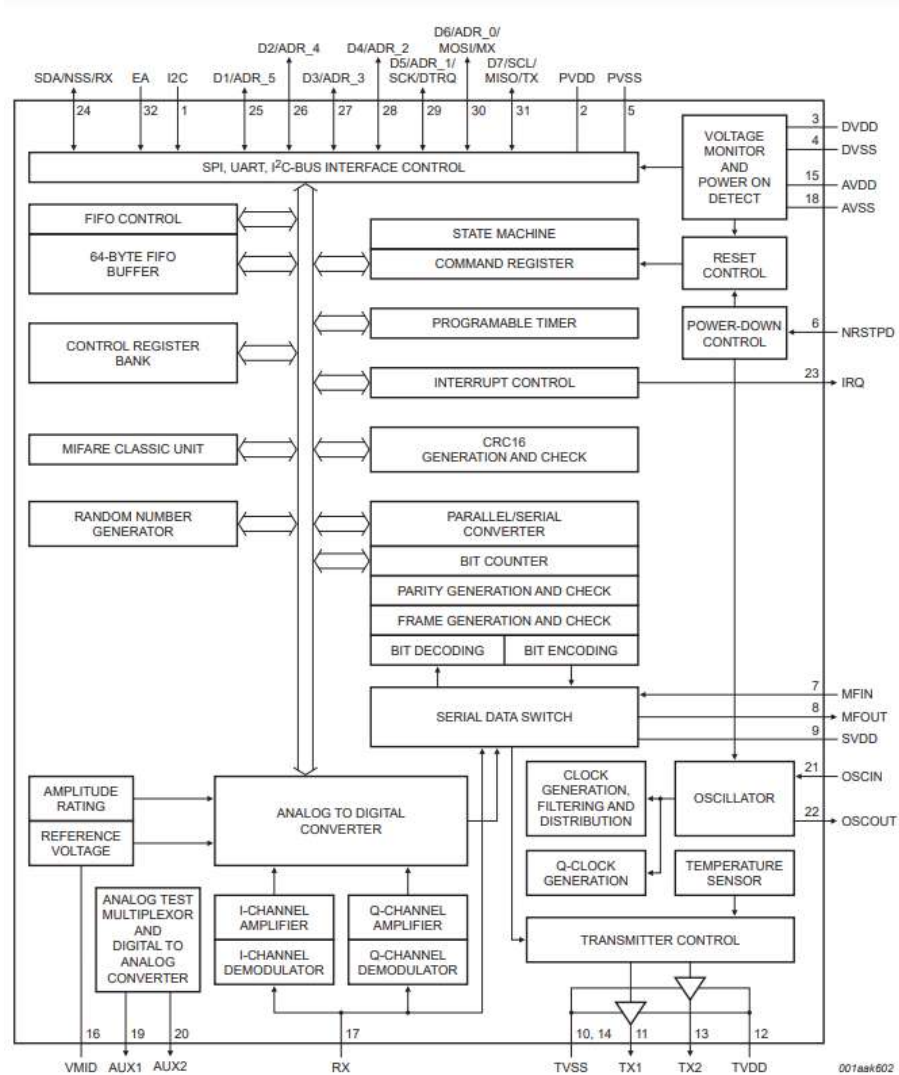 D6/ADR_0/
D2/ADR_4 D4/ADR_2 MOSI/MX
D5/ADR_1/ D7/SCL/
SDA/NSS/RX EA I2C D1/ADR_5 D3/ADR_3 SCK/DTRQ MISO/TX PVDD PVSS
24 32 1 25 26 27 28 29 30 31 2 5
SPI, UART, I²C-BUS INTERFACE CONTROL
VOLTAGE
MONITOR
AND
POWER ON
DETECT
3 DVDD
4 DVSS
15 AVDD
18 AVSS
FIFO CONTROL
64-BYTE FIFO
BUFFER
STATE MACHINE
COMMAND REGISTER
RESET
CONTROL
CONTROL REGISTER
BANK
PROGRAMABLE TIMER
POWER-DOWN
CONTROL
6 NRSTPD
INTERRUPT CONTROL
23 IRQ
MIFARE CLASSIC UNIT
CRC16
GENERATION AND CHECK
RANDOM NUMBER
GENERATOR
PARALLEL/SERIAL
CONVERTER
BIT COUNTER
PARITY GENERATION AND CHECK
FRAME GENERATION AND CHECK
BIT DECODING BIT ENCODING
SERIAL DATA SWITCH
7 MFIN
8 MFOUT
9 SVDD
AMPLITUDE
RATING
REFERENCE
VOLTAGE
ANALOG TO DIGITAL
CONVERTER
CLOCK
GENERATION,
FILTERING AND
DISTRIBUTION
OSCILLATOR
21 OSCIN
22 OSCOUT
Q-CLOCK
GENERATION
TEMPERATURE
SENSOR
ANALOG TEST
MULTIPLEXOR
AND
DIGITAL TO
ANALOG
CONVERTER
I-CHANNEL
AMPLIFIER
I-CHANNEL
DEMODULATOR
Q-CHANNEL
AMPLIFIER
Q-CHANNEL
DEMODULATOR
TRANSMITTER CONTROL
16 19 20 17 10, 14 11 13 12
VMID AUX1 AUX2 RX TVSS TX1 TX2 TVDD
001aak602